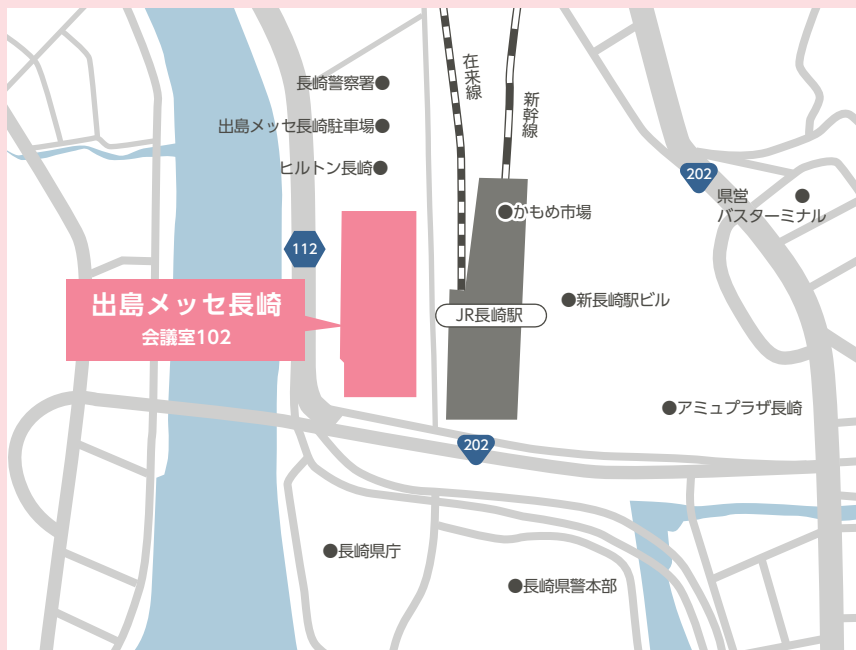 在来線
新幹線
長崎警察署
出島メッセ長崎駐車場
ヒルトン長崎
202
県営
バスターミナル
かもめ市場
112
出島メッセ長崎
会議室102
新長崎駅ビル
JR長崎駅
アミュプラザ長崎
202
長崎県庁
長崎県警本部